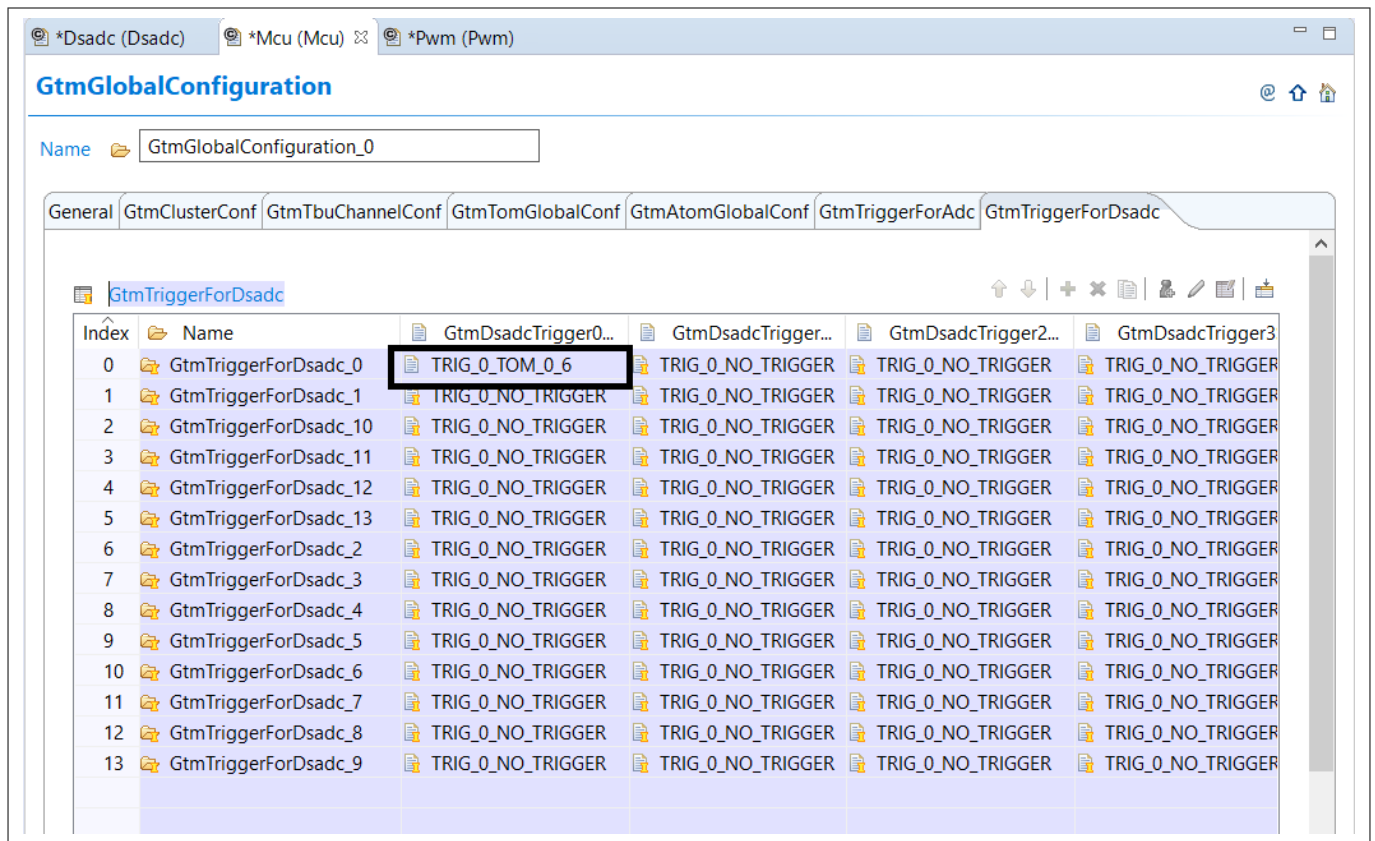 *Dsadc (Dsadc) *Mcu (Mcu) *Pwm (Pwm)
GtmGlobalConfiguration
Name GtmGlobalConfiguration_0
General GtmClusterConf GtmTbuChannelConf GtmTomGlobalConf GtmAtomGlobalConf GtmTriggerForAdc GtmTriggerForDsadc
GtmTriggerForDsadc
Index Name GtmDsadcTrigger0... GtmDsadcTrigger... GtmDsadcTrigger2... GtmDsadcTrigger3
0 GtmTriggerForDsadc_0 TRIG_0_TOM_0_6 TRIG_0_NO_TRIGGER TRIG_0_NO_TRIGGER TRIG_0_NO_TRIGGER
1 GtmTriggerForDsadc_1 TRIG_0_NO_TRIGGER TRIG_0_NO_TRIGGER TRIG_0_NO_TRIGGER TRIG_0_NO_TRIGGER
2 GtmTriggerForDsadc_10 TRIG_0_NO_TRIGGER TRIG_0_NO_TRIGGER TRIG_0_NO_TRIGGER TRIG_0_NO_TRIGGER
3 GtmTriggerForDsadc_11 TRIG_0_NO_TRIGGER TRIG_0_NO_TRIGGER TRIG_0_NO_TRIGGER TRIG_0_NO_TRIGGER
4 GtmTriggerForDsadc_12 TRIG_0_NO_TRIGGER TRIG_0_NO_TRIGGER TRIG_0_NO_TRIGGER TRIG_0_NO_TRIGGER
5 GtmTriggerForDsadc_13 TRIG_0_NO_TRIGGER TRIG_0_NO_TRIGGER TRIG_0_NO_TRIGGER TRIG_0_NO_TRIGGER
6 GtmTriggerForDsadc_2 TRIG_0_NO_TRIGGER TRIG_0_NO_TRIGGER TRIG_0_NO_TRIGGER TRIG_0_NO_TRIGGER
7 GtmTriggerForDsadc_3 TRIG_0_NO_TRIGGER TRIG_0_NO_TRIGGER TRIG_0_NO_TRIGGER TRIG_0_NO_TRIGGER
8 GtmTriggerForDsadc_4 TRIG_0_NO_TRIGGER TRIG_0_NO_TRIGGER TRIG_0_NO_TRIGGER TRIG_0_NO_TRIGGER
9 GtmTriggerForDsadc_5 TRIG_0_NO_TRIGGER TRIG_0_NO_TRIGGER TRIG_0_NO_TRIGGER TRIG_0_NO_TRIGGER
10 GtmTriggerForDsadc_6 TRIG_0_NO_TRIGGER TRIG_0_NO_TRIGGER TRIG_0_NO_TRIGGER TRIG_0_NO_TRIGGER
11 GtmTriggerForDsadc_7 TRIG_0_NO_TRIGGER TRIG_0_NO_TRIGGER TRIG_0_NO_TRIGGER TRIG_0_NO_TRIGGER
12 GtmTriggerForDsadc_8 TRIG_0_NO_TRIGGER TRIG_0_NO_TRIGGER TRIG_0_NO_TRIGGER TRIG_0_NO_TRIGGER
13 GtmTriggerForDsadc_9 TRIG_0_NO_TRIGGER TRIG_0_NO_TRIGGER TRIG_0_NO_TRIGGER TRIG_0_NO_TRIGGER